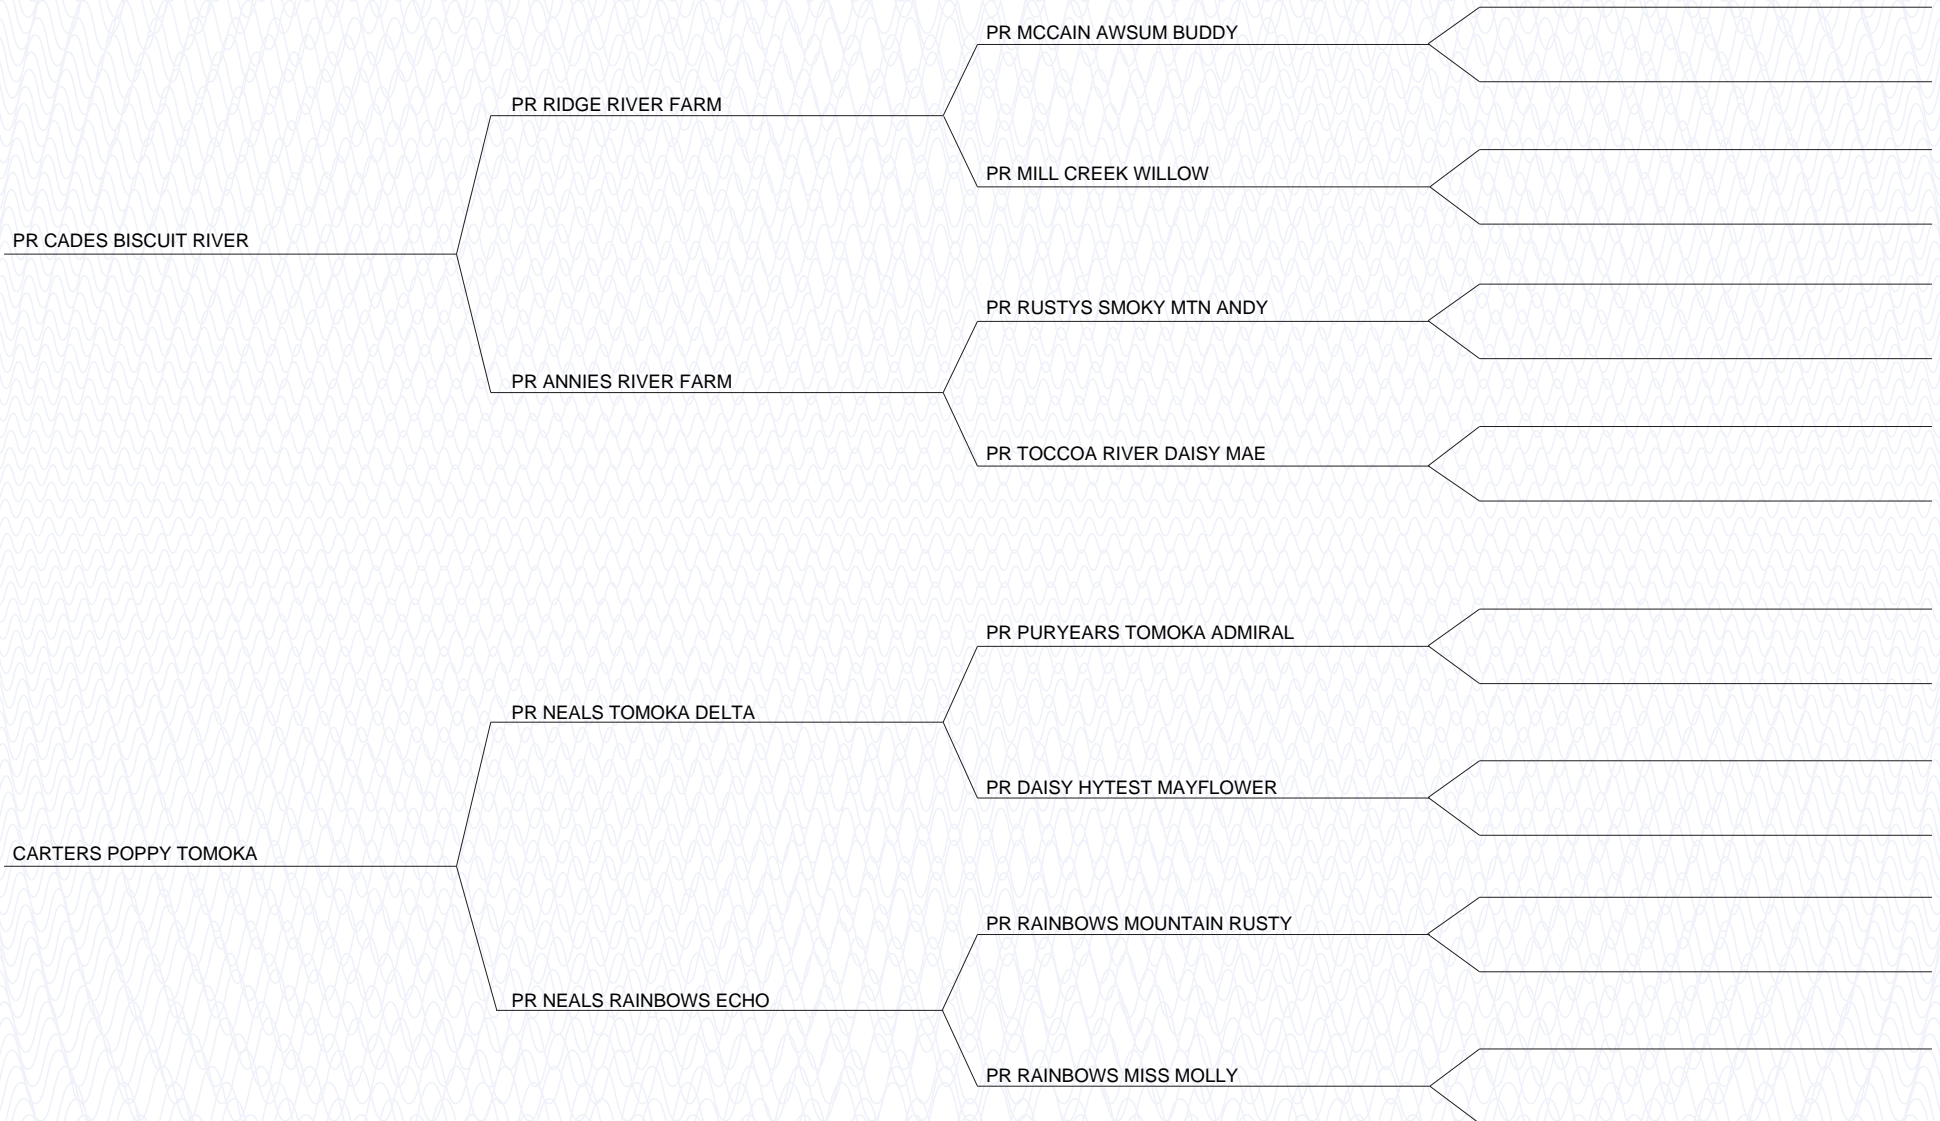 PR MCCAIN AWSUM BUDDY
PR RIDGE RIVER FARM
PR MILL CREEK WILLOW
PR CADES BISCUIT RIVER
PR RUSTYS SMOKY MTN ANDY
PR ANNIES RIVER FARM
PR TOCCOA RIVER DAISY MAE
PR PURYEARS TOMOKA ADMIRAL
PR NEALS TOMOKA DELTA
PR DAISY HYTEST MAYFLOWER
CARTERS POPPY TOMOKA
PR RAINBOWS MOUNTAIN RUSTY
PR NEALS RAINBOWS ECHO
PR RAINBOWS MISS MOLLY